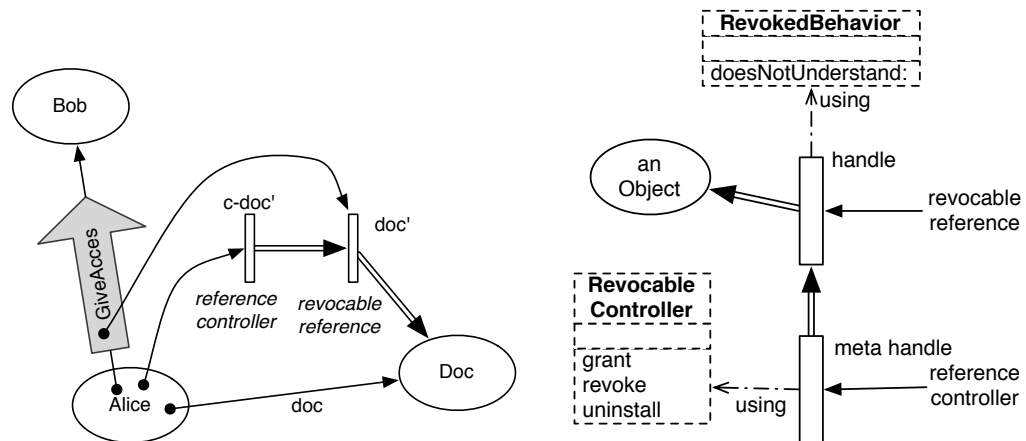 Bob
GiveAcces
c-doc'
doc'
reference
controller
revocable
reference
Alice
doc
Doc
RevokedBehavior
doesNotUnderstand:
using
an
Object
handle
revocable
reference
Revocable
Controller
grant
revoke
uninstall
using
meta handle
reference
controller